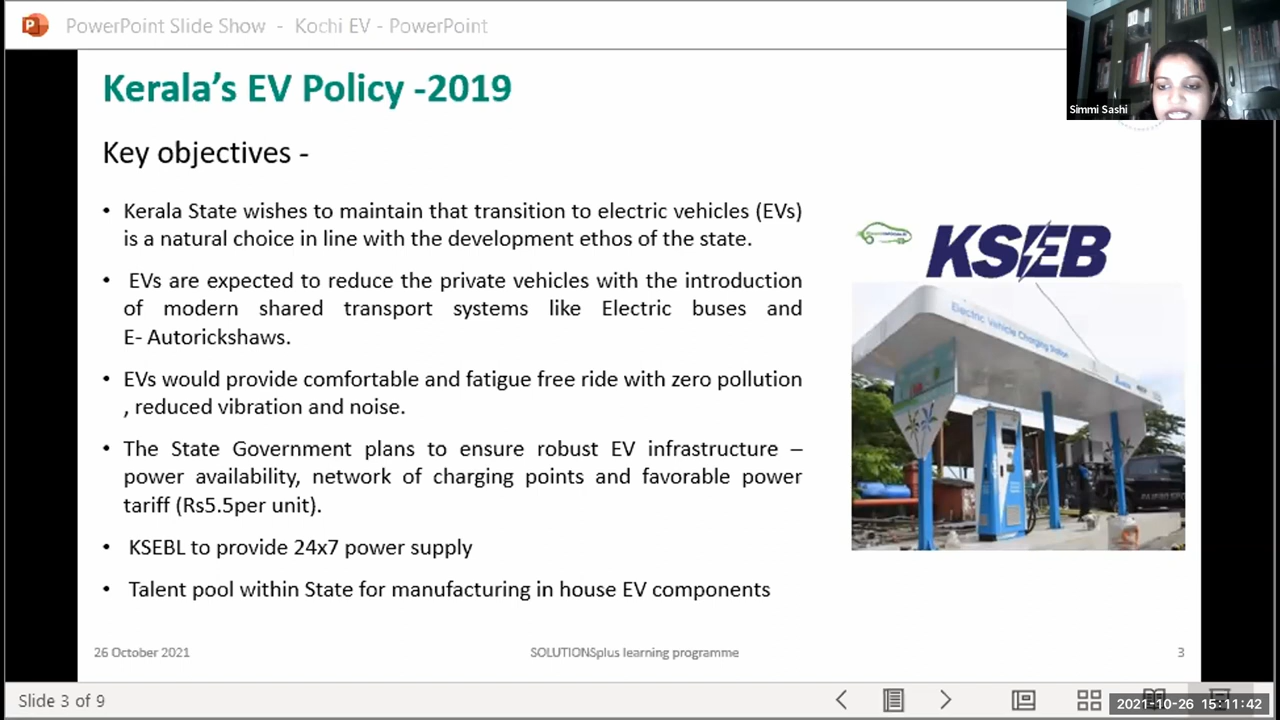 PowerPoint Slide Show - Kochi EV - PowerPoint
Simmi Sashi
Kerala's EV Policy -2019
Key objectives -
• Kerala State wishes to maintain that transition to electric vehicles (EVs)
is a natural choice in line with the development ethos of the state.
• EVs are expected to reduce the private vehicles with the introduction
of modern shared transport systems like Electric buses and
E- Autorickshaws.
• EVs would provide comfortable and fatigue free ride with zero pollution
, reduced vibration and noise.
• The State Government plans to ensure robust EV infrastructure –
power availability, network of charging points and favorable power
tariff (Rs5.5per unit).
• KSEBL to provide 24x7 power supply
• Talent pool within State for manufacturing in house EV components
KSEB
Electric Vehicle Charging Station
26 October 2021
SOLUTIONSplus learning programme
3
Slide 3 of 9
2021-10-26 15:11:42